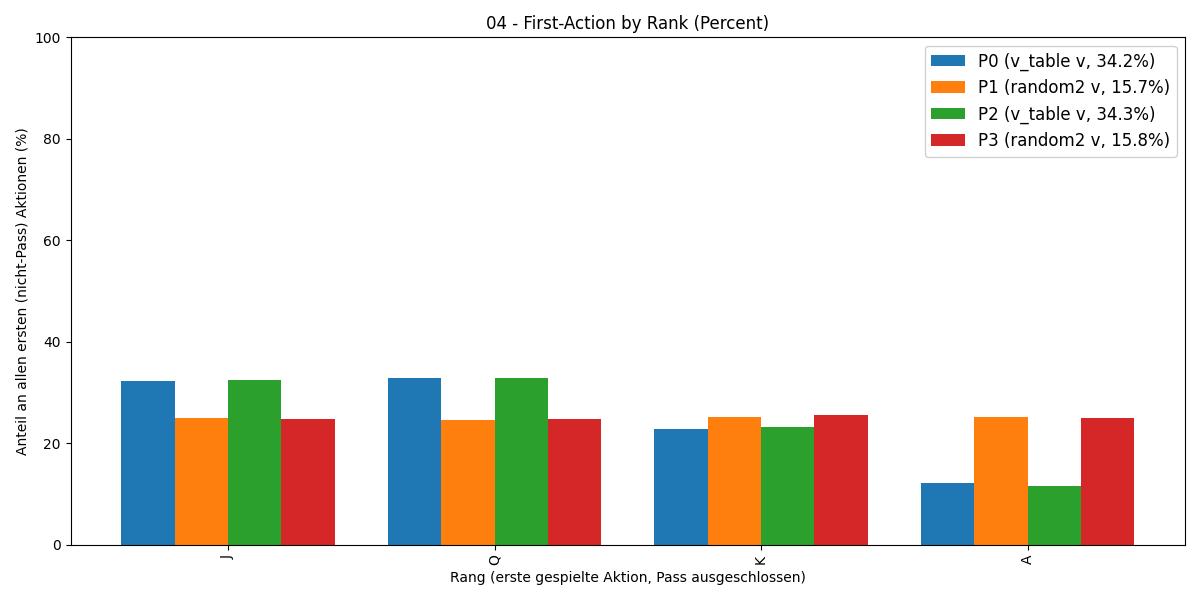 04 - First-Action by Rank (Percent)
P0 (v_table v, 34.2%)
P1 (random2 v, 15.7%)
P2 (v_table v, 34.3%)
P3 (random2 v, 15.8%)
Anteil an allen ersten (nicht-Pass) Aktionen (%)
100
80
60
40
20
0
J
Q
K
A
Rang (erste gespielte Aktion, Pass ausgeschlossen)